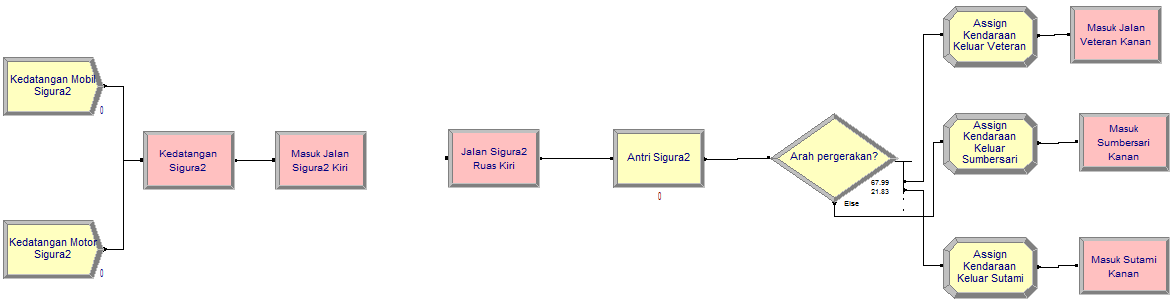 Kedatangan Mobil
Sigura2
0
Kedatangan Motor
Sigura2
0
Kedatangan
Sigura2
Masuk Jalan
Sigura2 Kiri
Jalan Sigura2
Ruas Kiri
Antri Sigura2
0
Arah pergerakan?
67.99
21.83
Else
Assign
Kendaraan
Keluar Veteran
Masuk Jalan
Veteran Kanan
Assign
Kendaraan
Keluar
Sumbersari
Masuk
Sumbersari
Kanan
Assign
Kendaraan
Keluar Sutami
Masuk Sutami
Kanan